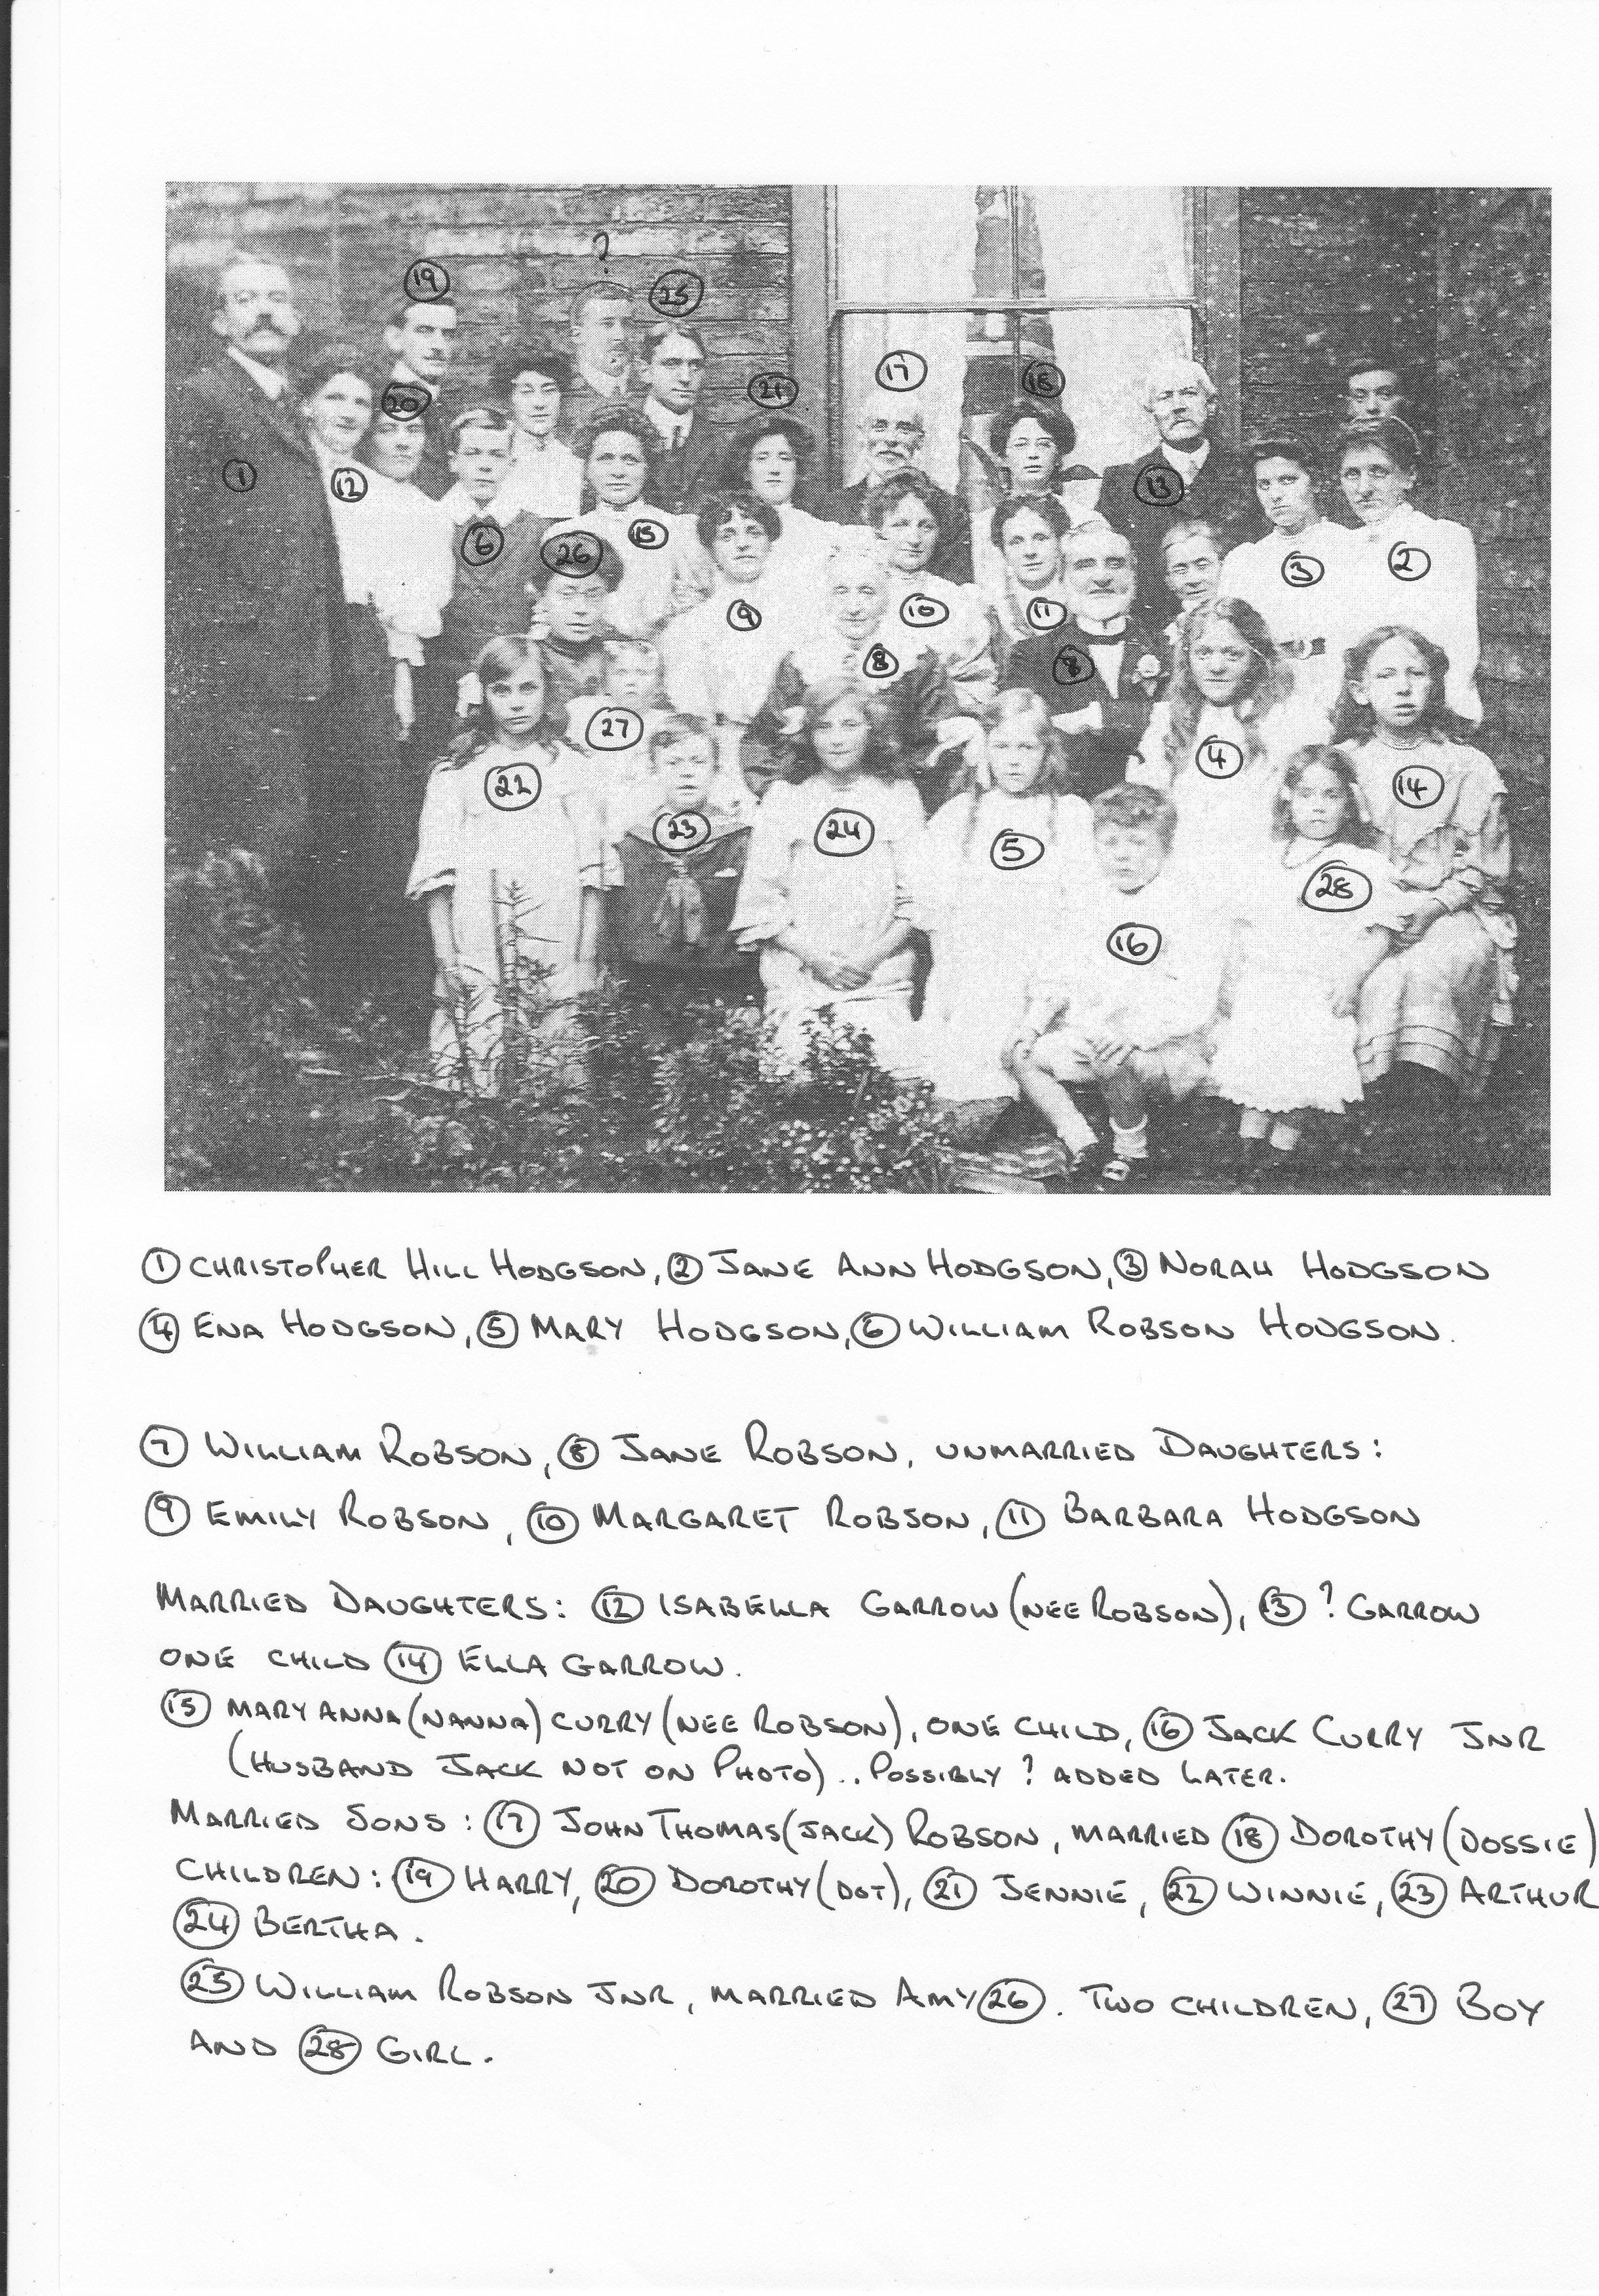 ?
19
25
17
21
18
20
1
12
13
6
15
26
3
2
9
10
11
8
8
27
4
22
14
23
24
5
28
16
① CHRISTOPHER HILL HODGSON, ② JANE ANN HODGSON, ③ NORAH HODGSON
④ ENA HODGSON, ⑤ MARY HODGSON, ⑥ WILLIAM ROBSON HODGSON.
⑦ WILLIAM ROBSON, ⑧ JANE ROBSON, UNMARRIED DAUGHTERS:
⑨ EMILY ROBSON, ⑩ MARGARET ROBSON, ⑪ BARBARA HODGSON
MARRIED DAUGHTERS: ⑫ ISABELLA GARROW (NEE ROBSON), ⑬ ? GARROW
ONE CHILD ⑭ ELLA GARROW.
⑮ MARY ANNA (NANNA) CURRY (NEE ROBSON), ONE CHILD, ⑯ JACK CURRY JNR
(HUSBAND JACK NOT ON PHOTO) .. POSSIBLY ? ADDED LATER.
MARRIED SONS: ⑰ JOHN THOMAS (JACK) ROBSON, MARRIED ⑱ DOROTHY (DOSSIE)
CHILDREN: ⑲ HARRY, ⑳ DOROTHY (DOT), ㉑ JENNIE, ㉒ WINNIE, ㉓ ARTHUR
㉔ BERTHA.
㉕ WILLIAM ROBSON JNR, MARRIED AMY ㉖. TWO CHILDREN, ㉗ BOY
AND ㉘ GIRL.